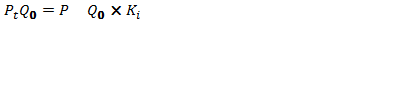 PₜQ₀ = P   Q₀ × Kᵢ